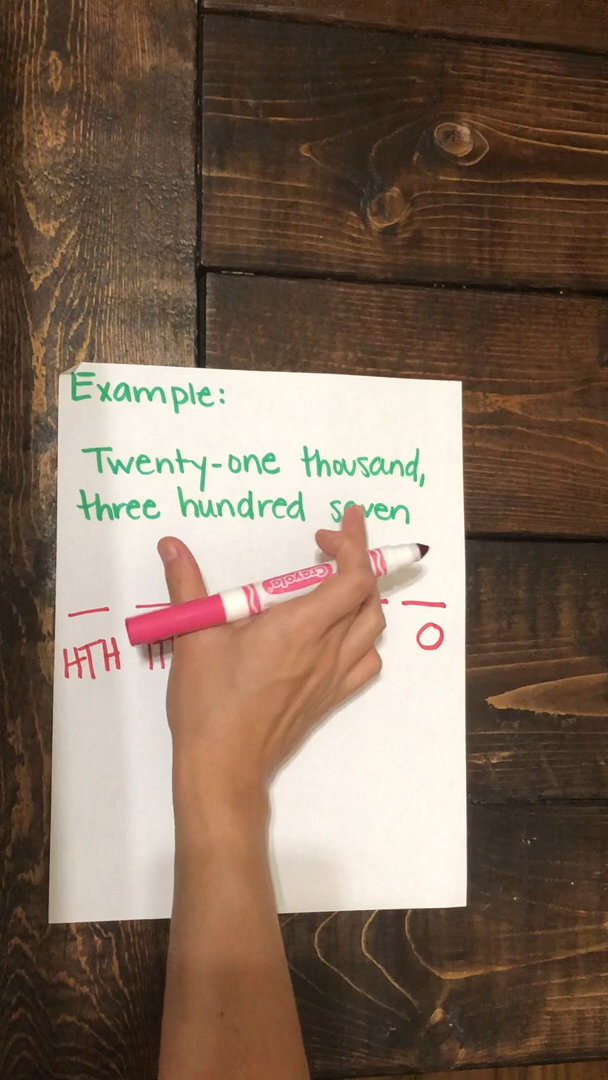 Example:
Twenty-one thousand,
three hundred seven
Crayola
HTH O